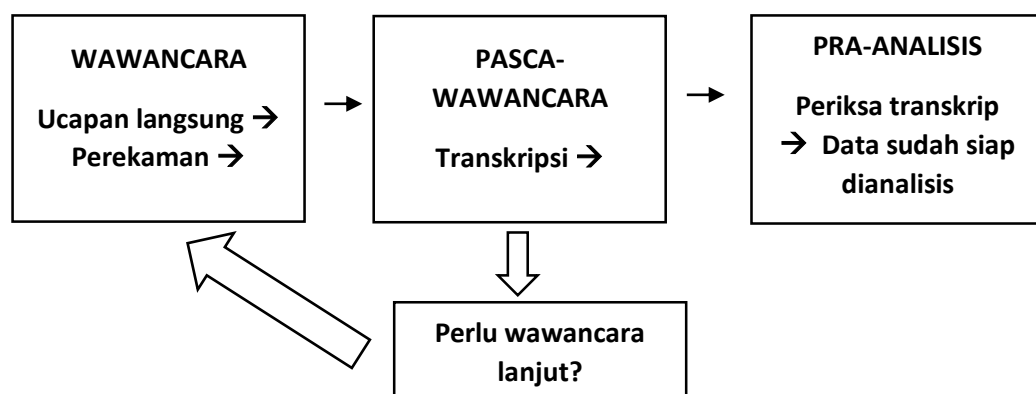 WAWANCARA
Ucapan langsung →
Perekaman →
PASCA-
WAWANCARA
Transkripsi →
PRA-ANALISIS
Periksa transkrip
→ Data sudah siap
dianalisis
Perlu wawancara
lanjut?